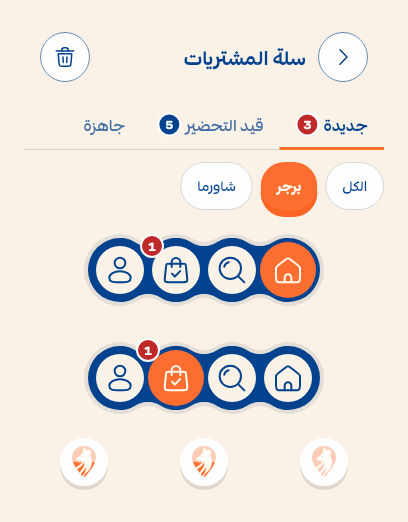 سلة المشتريات
جديدة 3 قيد التحضير 5 جاهزة
الكل برجر شاورما
1
1